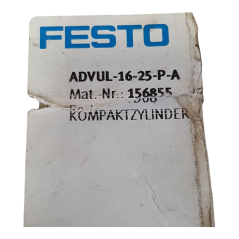 FESTO
ADVUL-16-25-P-A
Mat.-Nr.: 156855
KOMPAKTZYLINDER